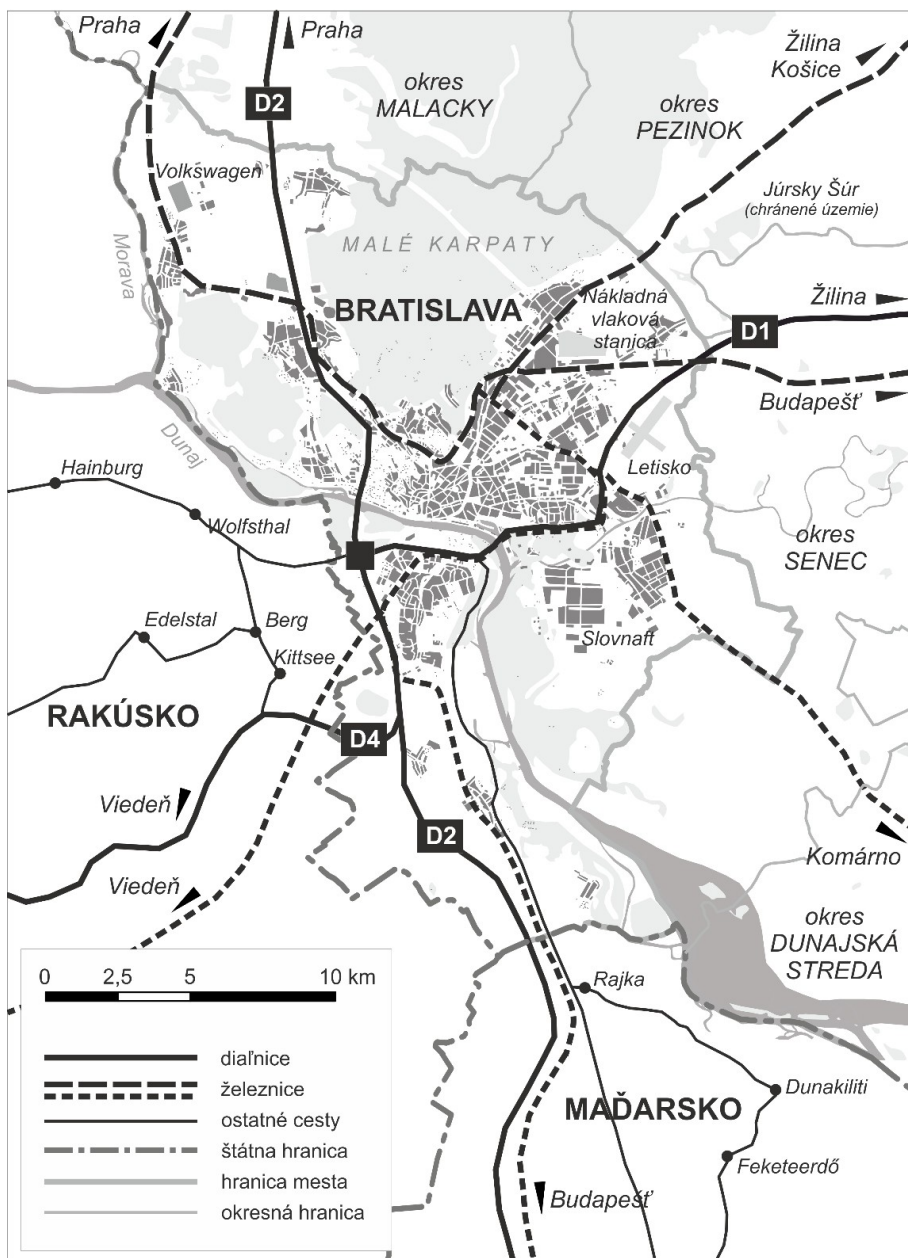 Praha
Praha
Žilina
Košice
D2
okres
MALACKY
okres
PEZINOK
Volkswagen
Júrsky Šúr
(chránené územie)
Morava
MALÉ KARPATY
BRATISLAVA
Nákladná
vlaková
stanica
Žilina
D1
Budapešť
Dunaj
Hainburg
Letisko
Wolfsthal
okres
SENEC
Edelstal
Berg
Slovnaft
Kittsee
RAKÚSKO
D4
Viedeň
D2
Komárno
Viedeň
okres
DUNAJSKÁ
STREDA
0 2,5 5 10 km
Rajka
diaľnice
železnice
Dunakiliti
ostatné cesty
MAĎARSKO
štátna hranica
Feketeerdő
hranica mesta
Budapešť
okresná hranica